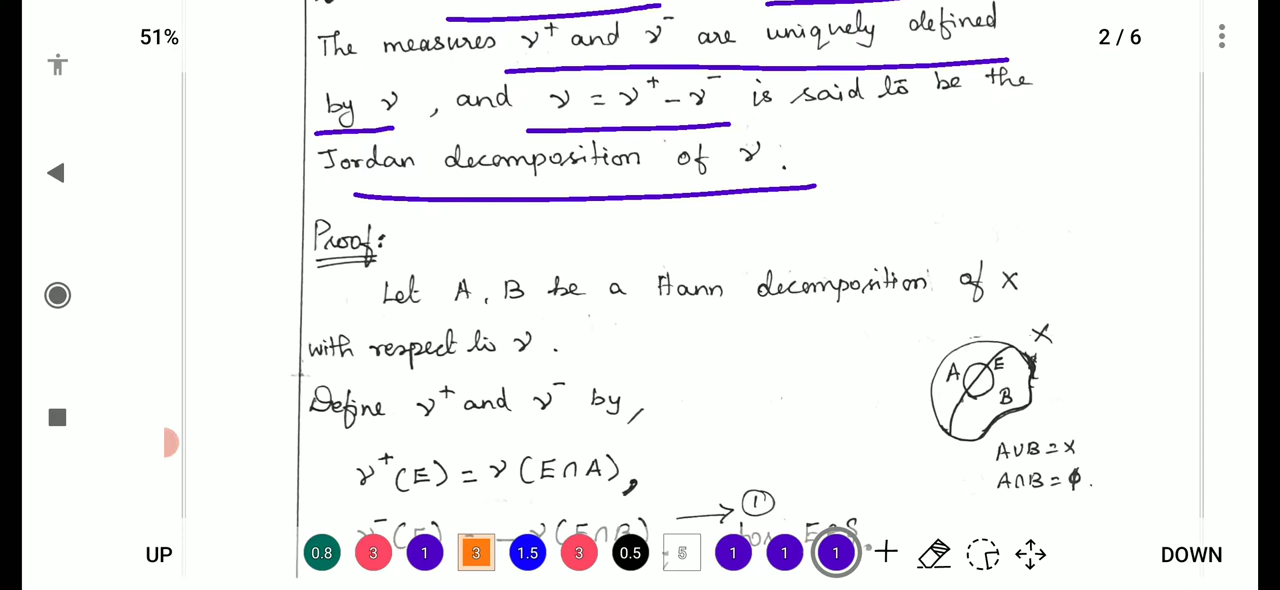 51%
2 / 6
The measures ν⁺ and ν⁻ are uniquely defined
by ν , and ν = ν⁺ − ν⁻ is said to be the
Jordan decomposition of ν .
Proof:
Let A, B be a Hann decomposition of X
with respect to ν .
Define ν⁺ and ν⁻ by,
ν⁺(E) = ν(E∩A),
ν⁻(E) = − ν(E∩B) → ① for E∈S.
X
A E
B
A∪B = X
A∩B = ϕ.
UP
0.8 3 1 3 1.5 3 0.5 5 1 1 1
DOWN